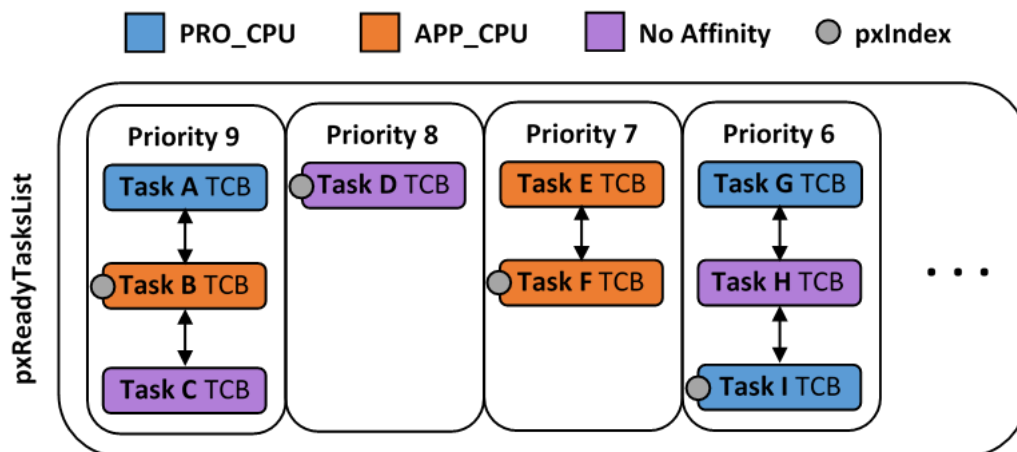 PRO_CPU APP_CPU No Affinity pxIndex
pxReadyTasksList
Priority 9 Priority 8 Priority 7 Priority 6
Task A TCB Task D TCB Task E TCB Task G TCB
Task B TCB Task F TCB Task H TCB
Task C TCB Task I TCB
. . .